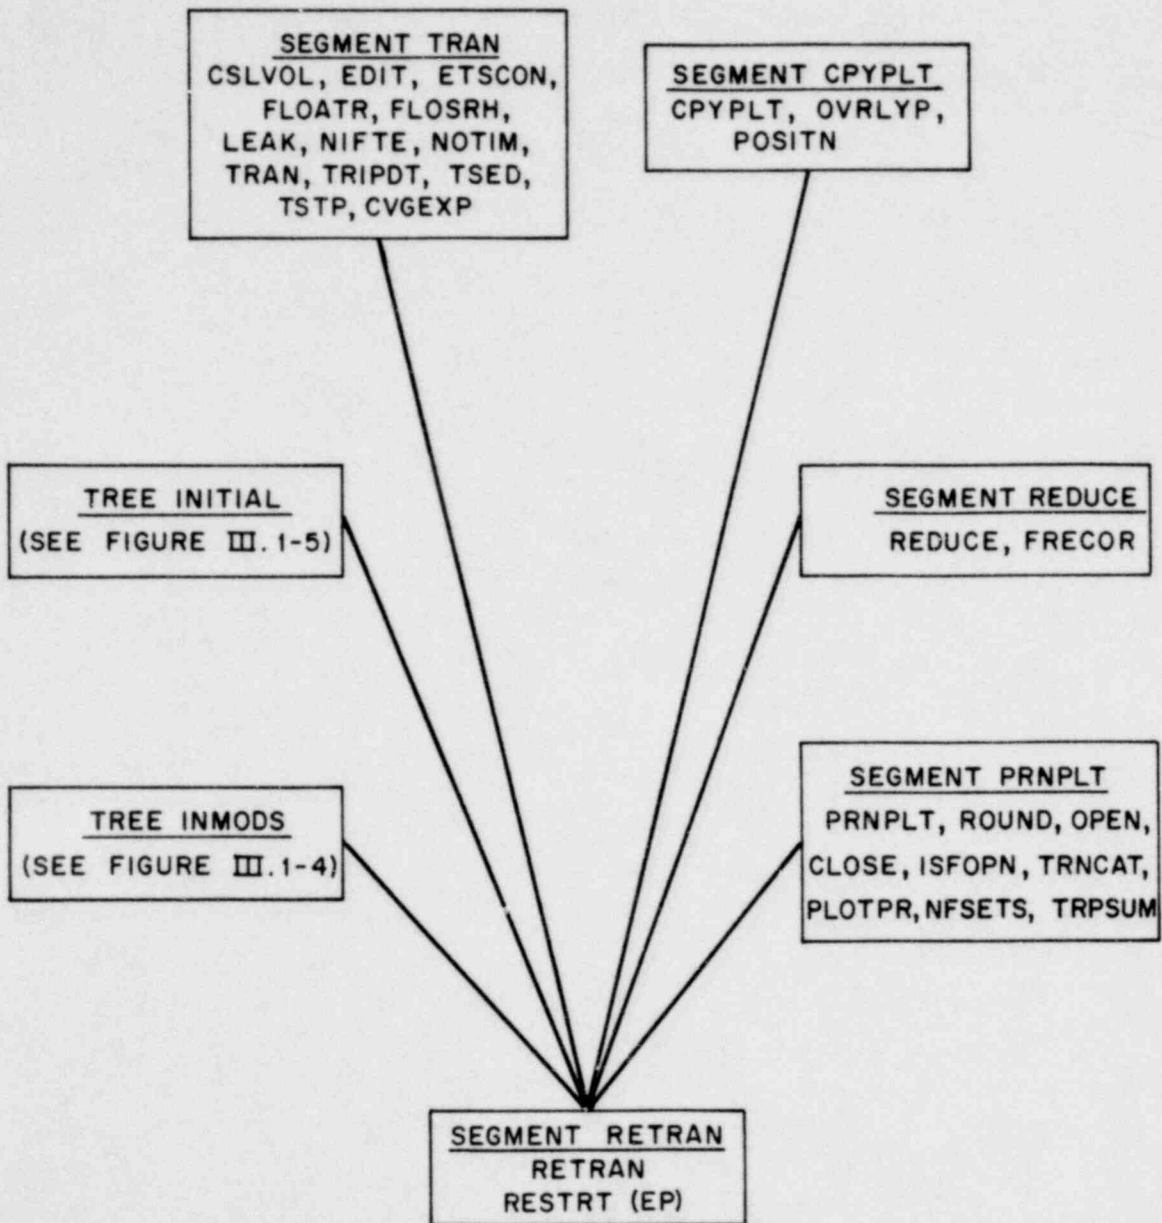 SEGMENT TRAN
CSLVOL, EDIT, ETSCON,
FLOATR, FLOSRH,
LEAK, NIFTE, NOTIM,
TRAN, TRIPDT, TSED,
TSTP, CVGEXP
SEGMENT CPYPLT
CPYPLT, OVRLYP,
POSITN
TREE INITIAL
(SEE FIGURE III.1-5)
SEGMENT REDUCE
REDUCE, FRECOR
TREE INMODS
(SEE FIGURE III.1-4)
SEGMENT PRNPLT
PRNPLT, ROUND, OPEN,
CLOSE, ISFOPN, TRNCAT,
PLOTPR, NFSETS, TRPSUM
SEGMENT RETRAN
RETRAN
RESTRT (EP)